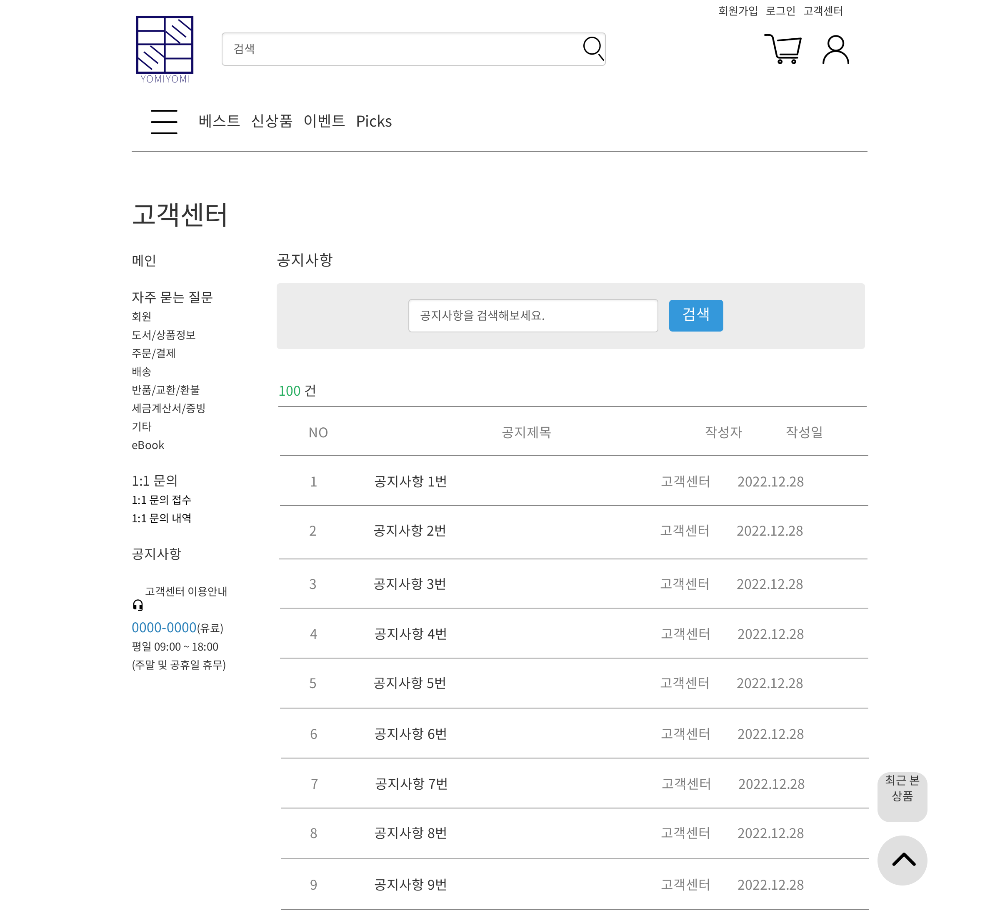 회원가입 로그인 고객센터
검색
YOMIYOMI
베스트 신상품 이벤트 Picks
고객센터
메인
자주 묻는 질문
회원
도서/상품정보
주문/결제
배송
반품/교환/환불
세금계산서/증빙
기타
eBook
1:1 문의
1:1 문의 접수
1:1 문의 내역
공지사항
고객센터 이용안내
0000-0000(유료)
평일 09:00 ~ 18:00
(주말 및 공휴일 휴무)
공지사항
공지사항을 검색해보세요. 검색
100 건
NO 공지제목 작성자 작성일
1 공지사항 1번 고객센터 2022.12.28
2 공지사항 2번 고객센터 2022.12.28
3 공지사항 3번 고객센터 2022.12.28
4 공지사항 4번 고객센터 2022.12.28
5 공지사항 5번 고객센터 2022.12.28
6 공지사항 6번 고객센터 2022.12.28
7 공지사항 7번 고객센터 2022.12.28
8 공지사항 8번 고객센터 2022.12.28
9 공지사항 9번 고객센터 2022.12.28
최근 본
상품